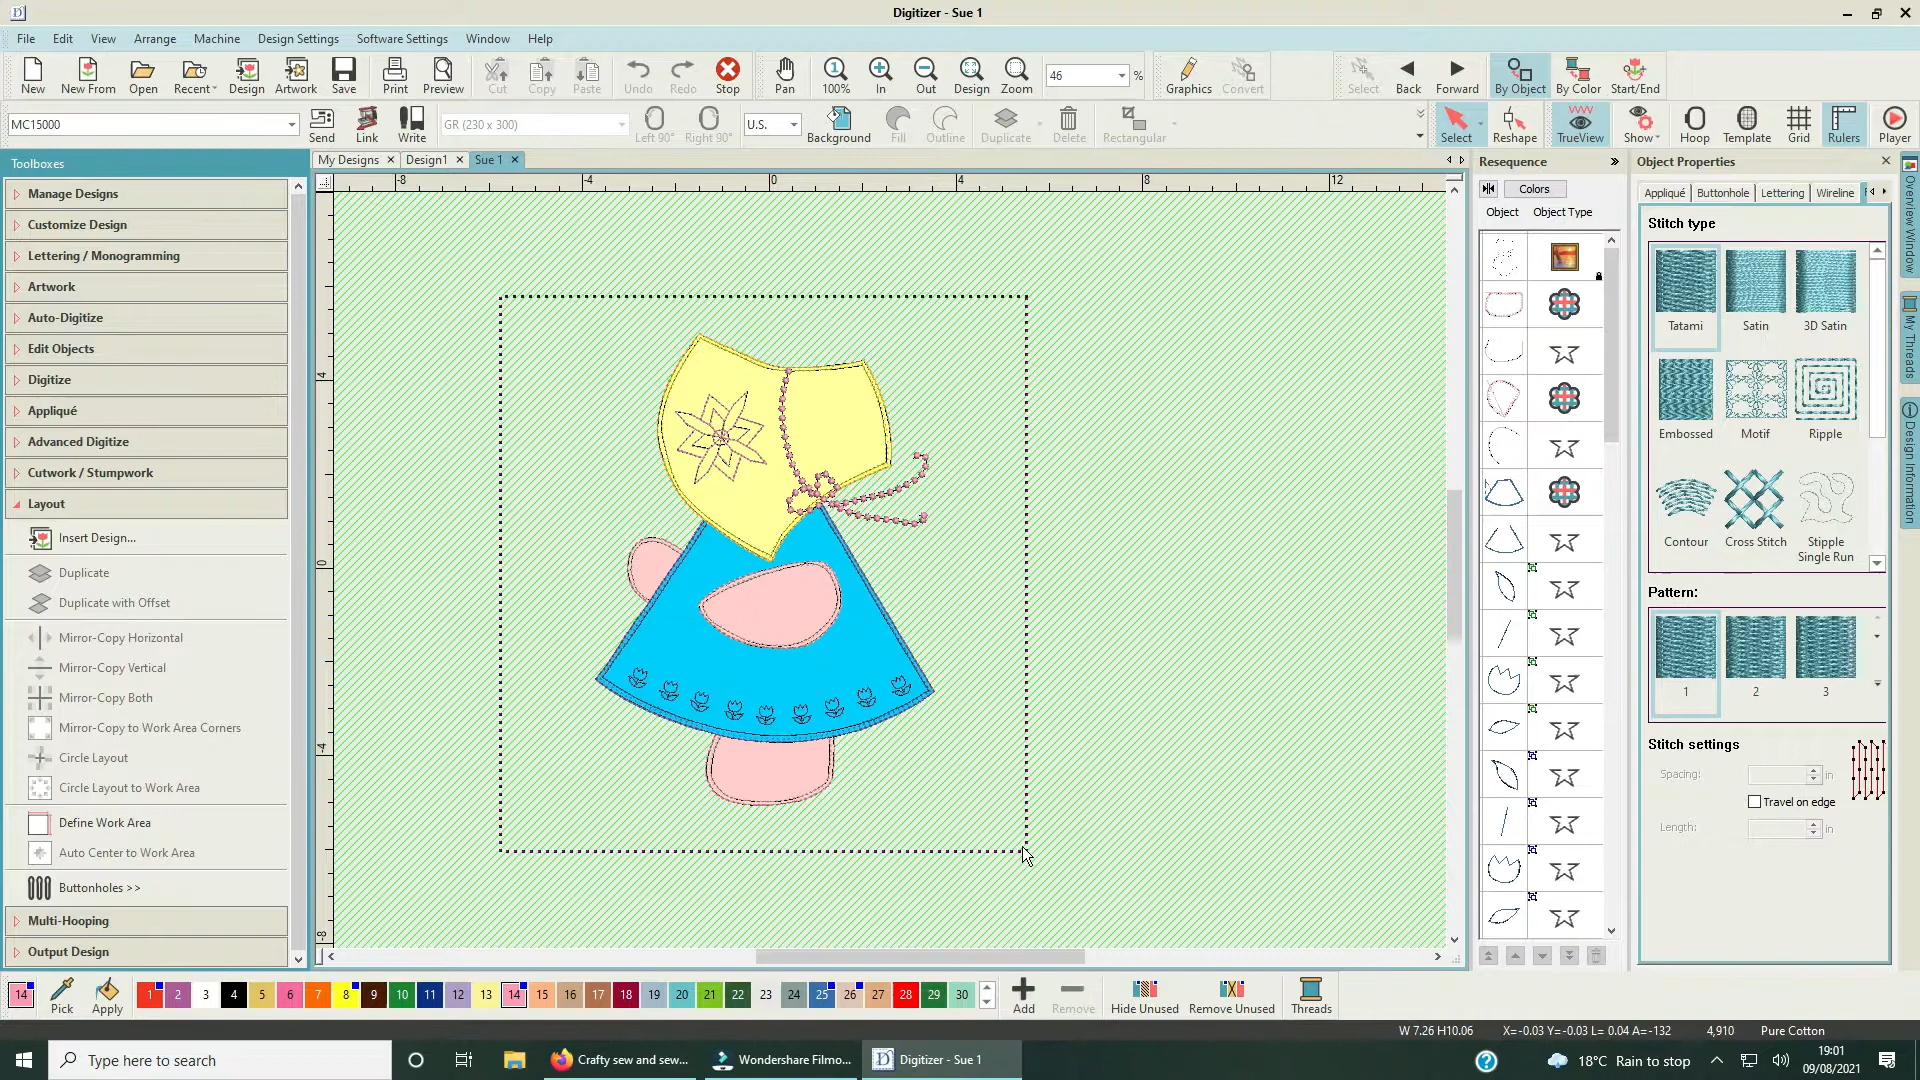 Digitizer - Sue 1
File Edit View Arrange Machine Design Settings Software Settings Window Help
New New From Open Recent Design Artwork Save Print Preview Cut Copy Paste Undo Redo Stop Pan 100% In Out Design Zoom 46 % Graphics Convert Select Back Forward By Object By Color Start/End
MC15000 Send Link Write GR (230 x 300) Left 90° Right 90° U.S. Background Fill Outline Duplicate Delete Rectangular Select Reshape TrueView Show Hoop Template Grid Rulers Player
Toolboxes
My Designs Design1 Sue 1
-8 -4 0 4 8 12
4
0
-4
-8
Manage Designs
Customize Design
Lettering / Monogramming
Artwork
Auto-Digitize
Edit Objects
Digitize
Appliqué
Advanced Digitize
Cutwork / Stumpwork
Layout
Insert Design...
Duplicate
Duplicate with Offset
Mirror-Copy Horizontal
Mirror-Copy Vertical
Mirror-Copy Both
Mirror-Copy to Work Area Corners
Circle Layout
Circle Layout to Work Area
Define Work Area
Auto Center to Work Area
Buttonholes >>
Multi-Hooping
Output Design
Resequence
Colors
Object Object Type
Object Properties
Appliqué Buttonhole Lettering Wireline
Stitch type
Tatami Satin 3D Satin
Embossed Motif Ripple
Contour Cross Stitch Stipple Single Run
Pattern:
1 2 3
Stitch settings
Spacing: in
Travel on edge
Length: in
Overview Window
My Threads
Design Information
14 Pick Apply 1 2 3 4 5 6 7 8 9 10 11 12 13 14 15 16 17 18 19 20 21 22 23 24 25 26 27 28 29 30 Add Remove Hide Unused Remove Unused Threads
W 7.26 H10.06 X=-0.03 Y=-0.03 L= 0.04 A=-132 4,910 Pure Cotton
Type here to search
Crafty sew and sew...
Wondershare Filmo...
Digitizer - Sue 1
18°C Rain to stop
19:01
09/08/2021